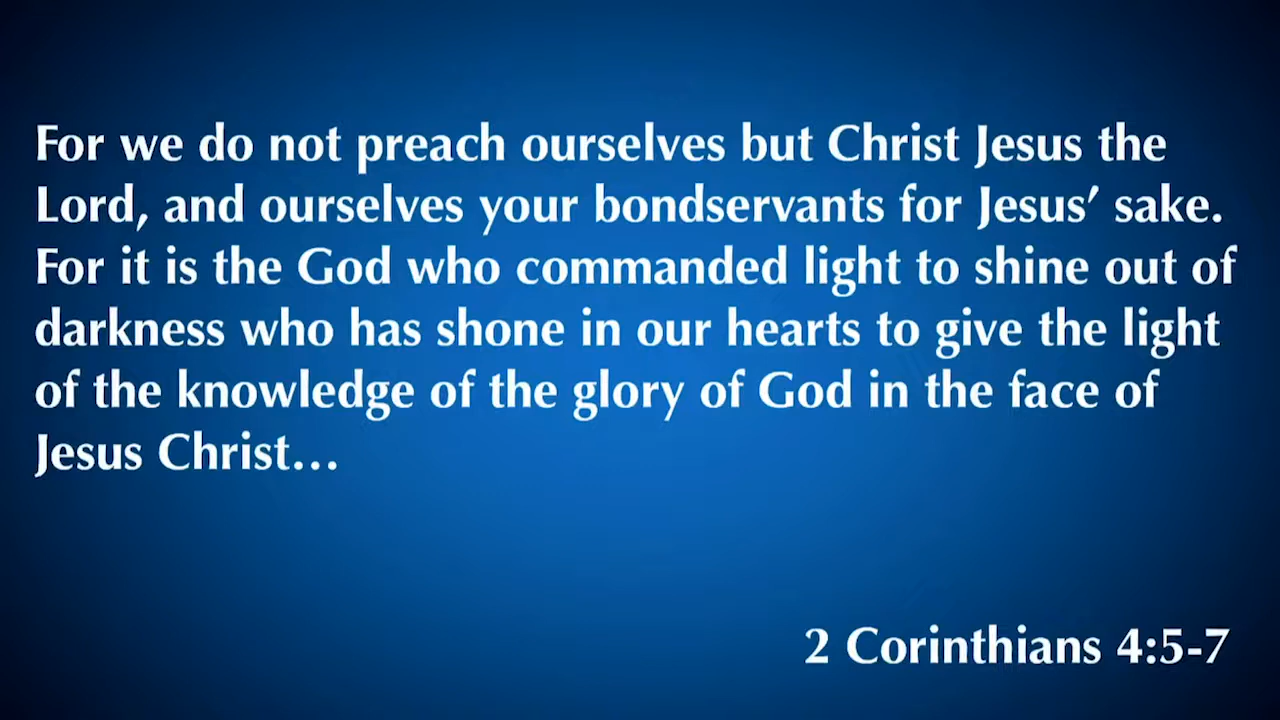 For we do not preach ourselves but Christ Jesus the
Lord, and ourselves your bondservants for Jesus’ sake.
For it is the God who commanded light to shine out of
darkness who has shone in our hearts to give the light
of the knowledge of the glory of God in the face of
Jesus Christ…
2 Corinthians 4:5-7